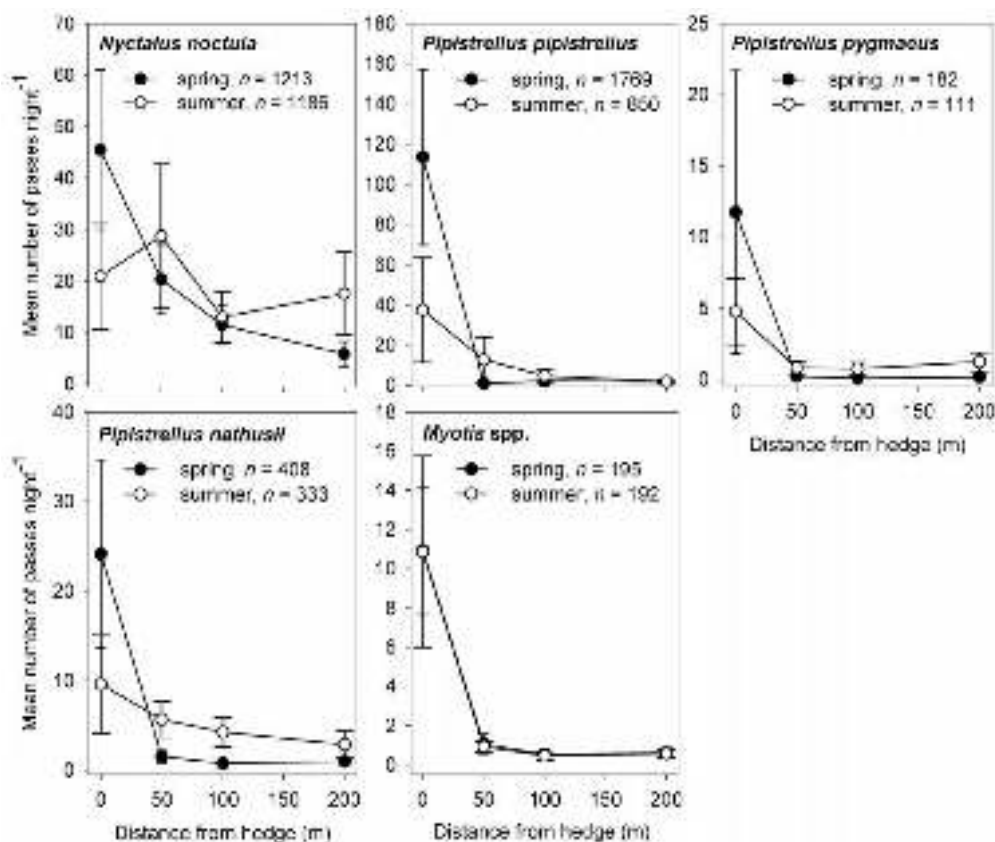 Nyctalus noctula
spring, n = 1213
summer, n = 1186
Mean number of passes night⁻¹
70
60
50
40
30
20
10
0
Pipistrellus pipistrellus
spring, n = 1769
summer, n = 850
180
160
140
120
100
80
60
40
20
0
Pipistrellus pygmaeus
spring, n = 182
summer, n = 111
25
20
15
10
5
0
0 50 100 150 200
Distance from hedge (m)
Pipistrellus nathusii
spring, n = 408
summer, n = 333
Mean number of passes night⁻¹
40
30
20
10
0
0 50 100 150 200
Distance from hedge (m)
Myotis spp.
spring, n = 195
summer, n = 192
18
16
14
12
10
8
6
4
2
0
0 50 100 150 200
Distance from hedge (m)